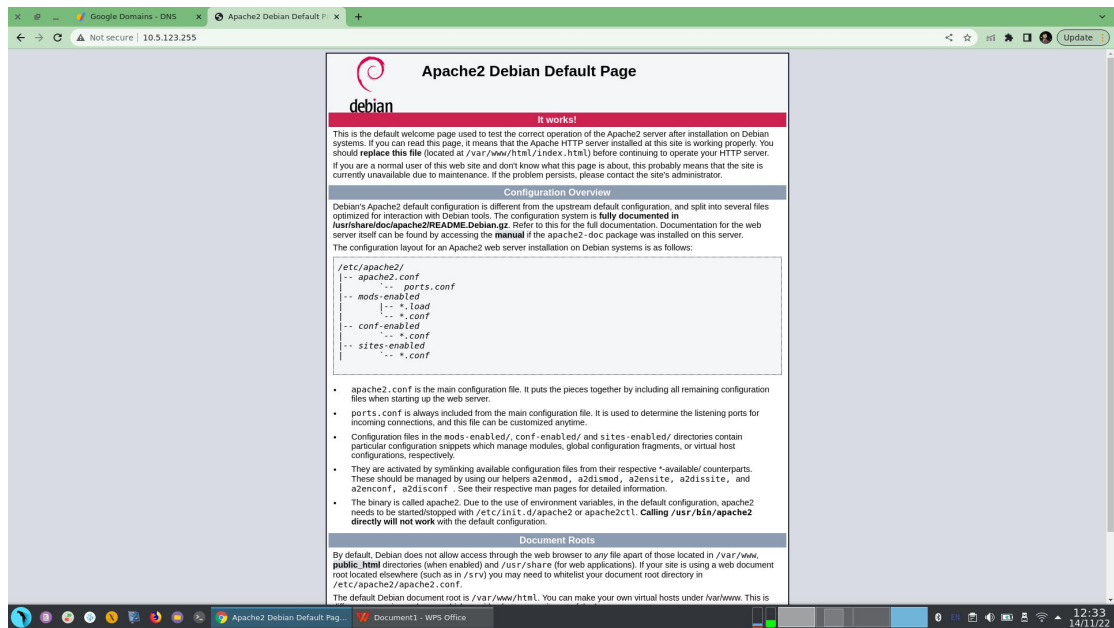 Google Domains - DNS
Apache2 Debian Default P
Not secure
10.5.123.255
Update
debian
Apache2 Debian Default Page
It works!
This is the default welcome page used to test the correct operation of the Apache2 server after installation on Debian
systems. If you can read this page, it means that the Apache HTTP server installed at this site is working properly. You
should replace this file (located at /var/www/html/index.html) before continuing to operate your HTTP server.
If you are a normal user of this web site and don't know what this page is about, this probably means that the site is
currently unavailable due to maintenance. If the problem persists, please contact the site's administrator.
Configuration Overview
Debian's Apache2 default configuration is different from the upstream default configuration, and split into several files
optimized for interaction with Debian tools. The configuration system is fully documented in
/usr/share/doc/apache2/README.Debian.gz. Refer to this for the full documentation. Documentation for the web
server itself can be found by accessing the manual if the apache2-doc package was installed on this server.
The configuration layout for an Apache2 web server installation on Debian systems is as follows:
/etc/apache2/
|-- apache2.conf
|       `--  ports.conf
|-- mods-enabled
|       |-- *.load
|       `-- *.conf
|-- conf-enabled
|       `-- *.conf
|-- sites-enabled
|       `-- *.conf
• apache2.conf is the main configuration file. It puts the pieces together by including all remaining configuration
files when starting up the web server.
• ports.conf is always included from the main configuration file. It is used to determine the listening ports for
incoming connections, and this file can be customized anytime.
• Configuration files in the mods-enabled/, conf-enabled/ and sites-enabled/ directories contain
particular configuration snippets which manage modules, global configuration fragments, or virtual host
configurations, respectively.
• They are activated by symlinking available configuration files from their respective *-available/ counterparts.
These should be managed by using our helpers a2enmod, a2dismod, a2ensite, a2dissite, and
a2enconf, a2disconf . See their respective man pages for detailed information.
• The binary is called apache2. Due to the use of environment variables, in the default configuration, apache2
needs to be started/stopped with /etc/init.d/apache2 or apache2ctl. Calling /usr/bin/apache2
directly will not work with the default configuration.
Document Roots
By default, Debian does not allow access through the web browser to any file apart of those located in /var/www,
public_html directories (when enabled) and /usr/share (for web applications). If your site is using a web document
root located elsewhere (such as in /srv) you may need to whitelist your document root directory in
/etc/apache2/apache2.conf.
The default Debian document root is /var/www/html. You can make your own virtual hosts under /var/www. This is
Apache2 Debian Default Pag...
Document1 - WPS Office
EN
12:33
14/11/22